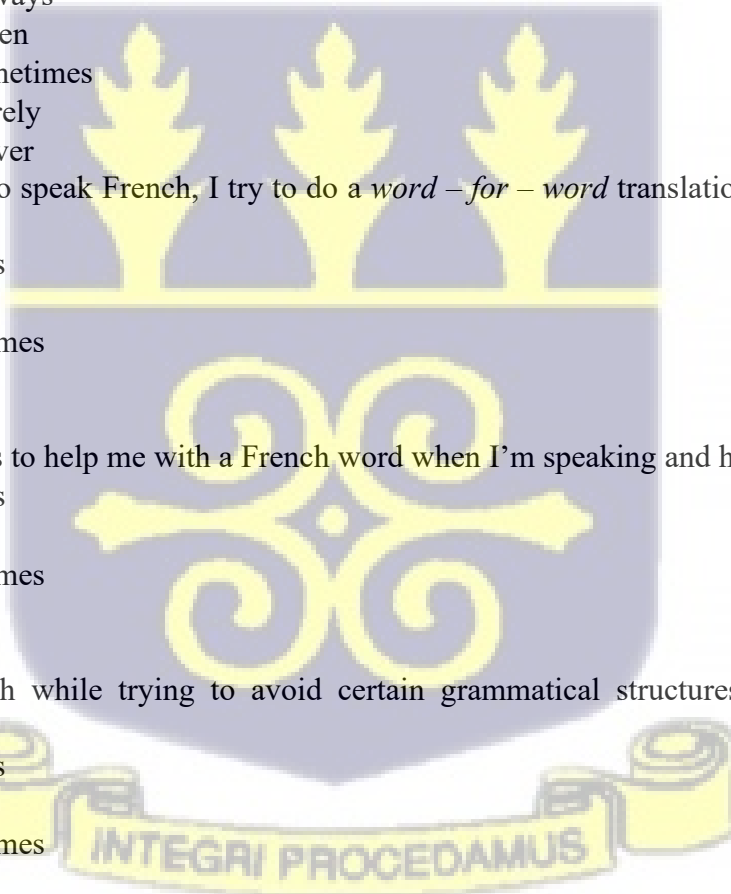 ways
en
metimes
rely
ver
o speak French, I try to do a word – for – word translatio
s
mes
s to help me with a French word when I'm speaking and h
s
mes
h while trying to avoid certain grammatical structures
s
mes
INTEGRI PROCEDAMUS